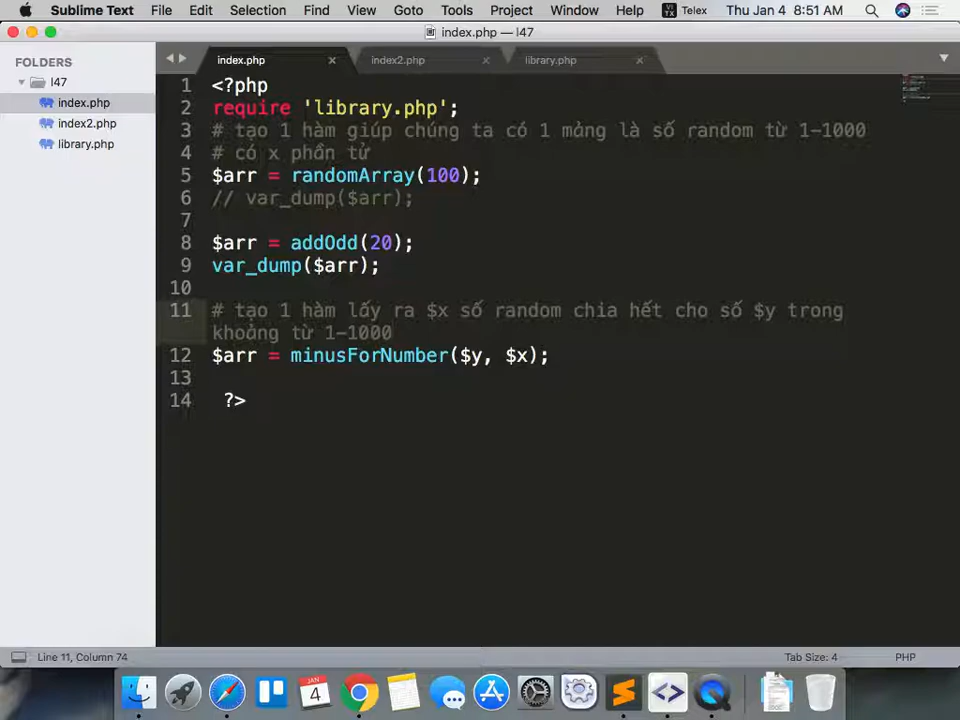 Sublime Text File Edit Selection Find View Goto Tools Project Window Help VI TX Telex Thu Jan 4 8:51 AM
index.php — l47
FOLDERS
l47
index.php
index2.php
library.php
index.php index2.php library.php
1 <?php
2 require 'library.php';
3 # tạo 1 hàm giúp chúng ta có 1 mảng là số random từ 1-1000
4 # có x phần tử
5 $arr = randomArray(100);
6 // var_dump($arr);
7
8 $arr = addOdd(20);
9 var_dump($arr);
10
11 # tạo 1 hàm lấy ra $x số random chia hết cho số $y trong
khoảng từ 1-1000
12 $arr = minusForNumber($y, $x);
13
14 ?>
Line 11, Column 74 Tab Size: 4 PHP
JAN
4